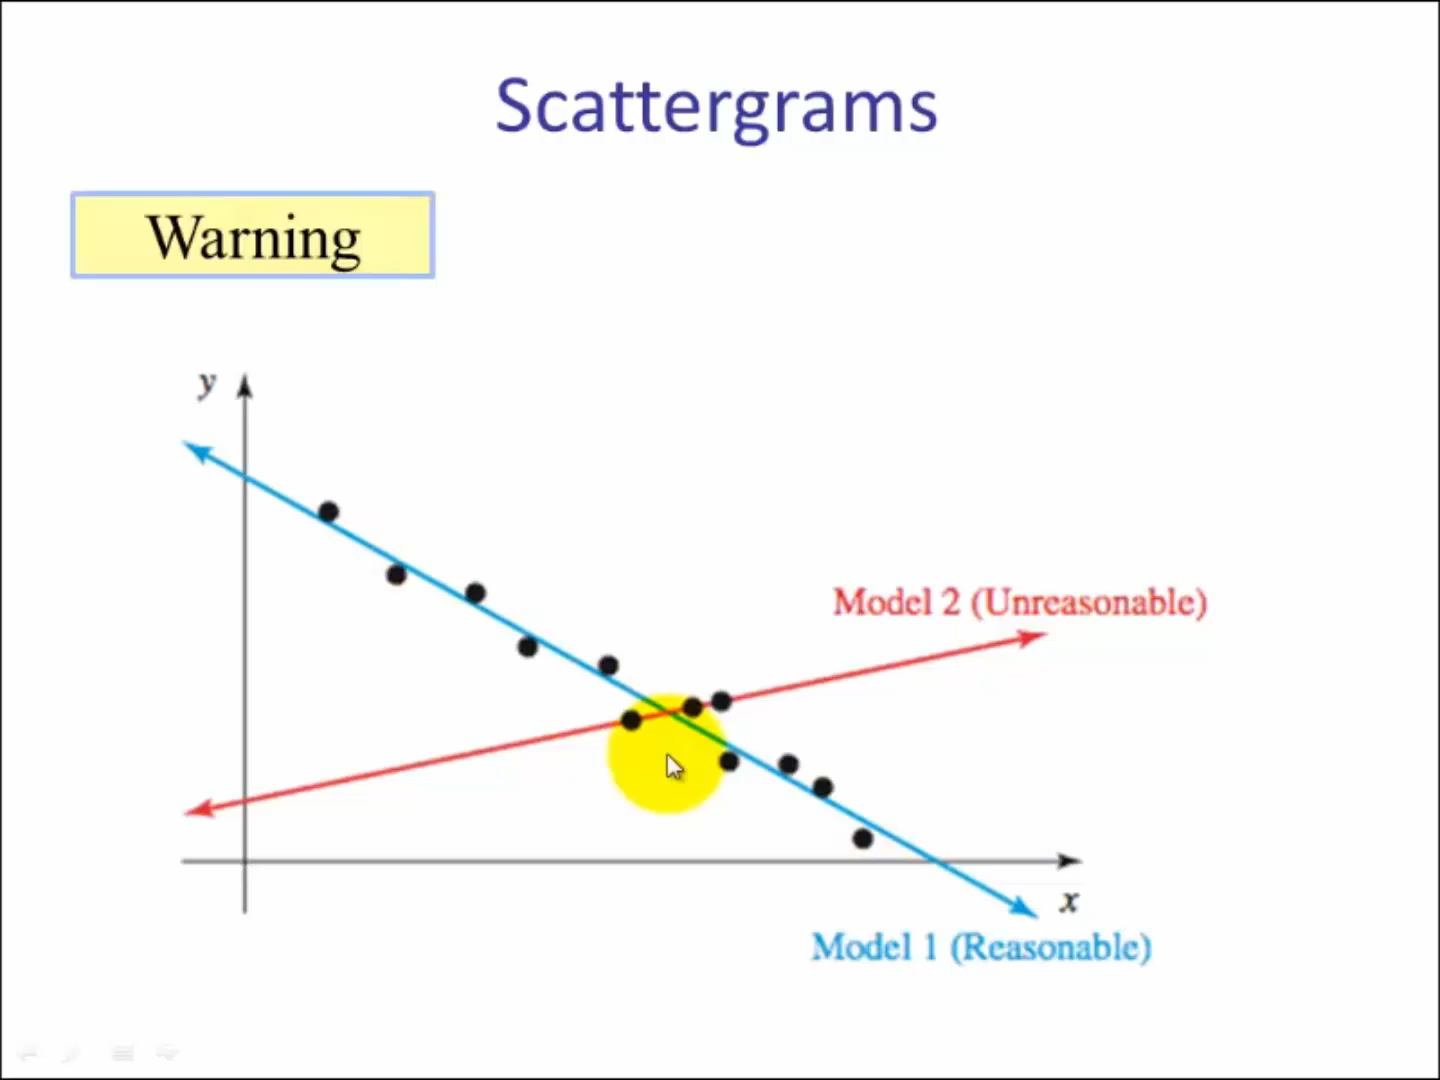 Scattergrams
Warning
y
Model 2 (Unreasonable)
x
Model 1 (Reasonable)